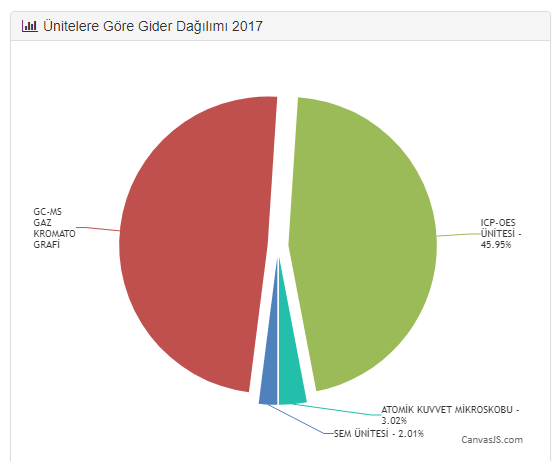 Ünitelere Göre Gider Dağılımı 2017
GC-MS
GAZ
KROMATO
GRAFİ
ICP-OES
ÜNİTESİ -
45.95%
ATOMİK KUVVET MİKROSKOBU -
3.02%
SEM ÜNİTESİ - 2.01%
CanvasJS.com